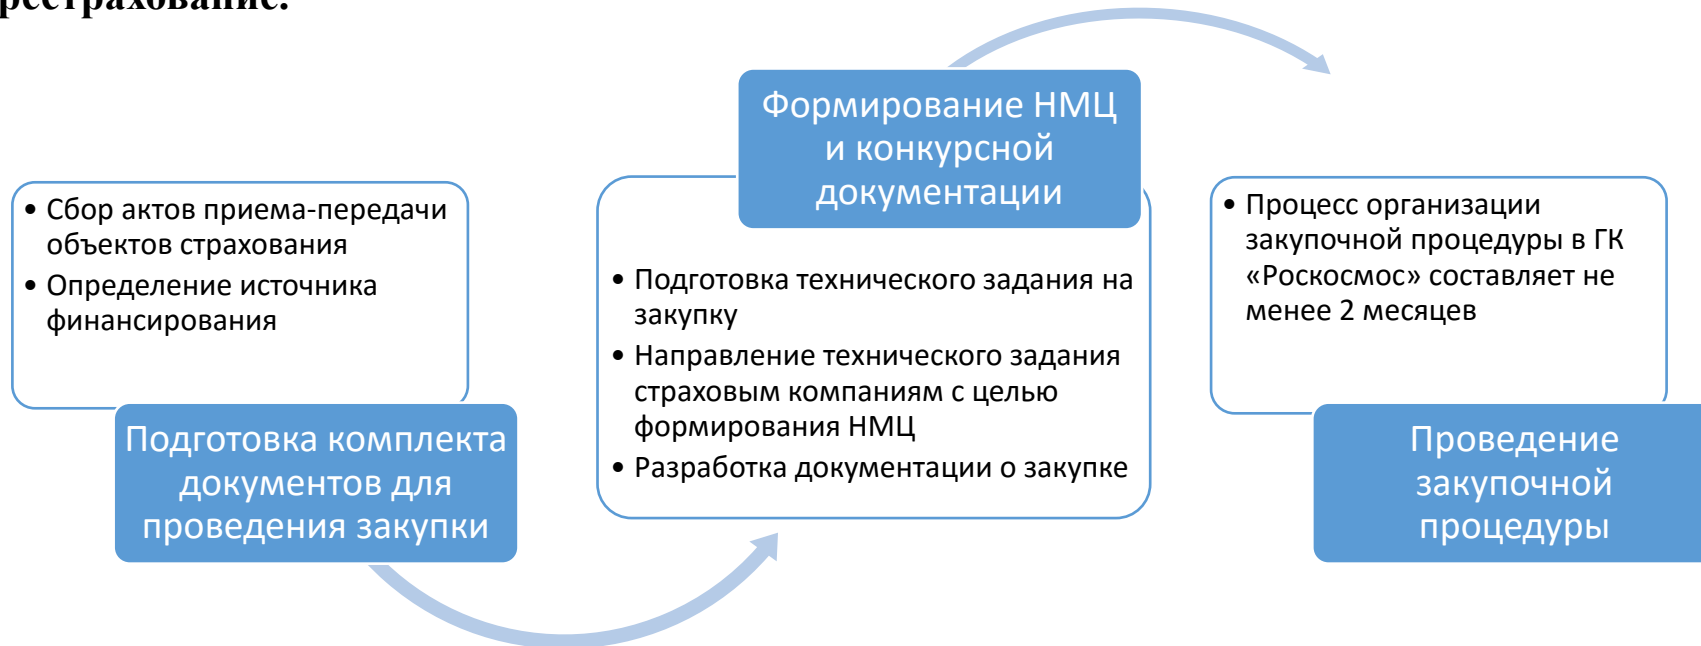 рестрахование.
• Сбор актов приема-передачи
объектов страхования
• Определение источника
финансирования
Подготовка комплекта
документов для
проведения закупки
Формирование НМЦ
и конкурсной
документации
• Подготовка технического задания на
закупку
• Направление технического задания
страховым компаниям с целью
формирования НМЦ
• Разработка документации о закупке
• Процесс организации
закупочной процедуры в ГК
«Роскосмос» составляет не
менее 2 месяцев
Проведение
закупочной
процедуры